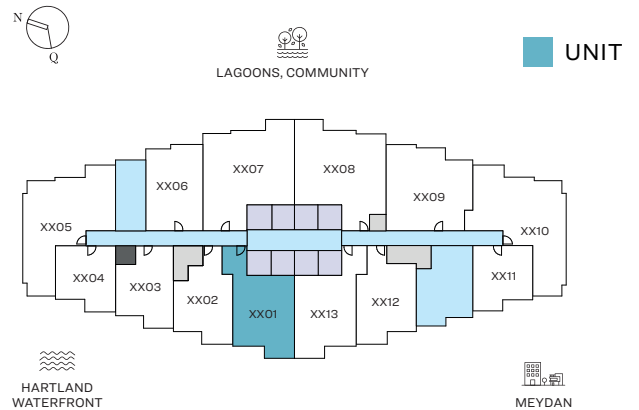 N
Q
LAGOONS, COMMUNITY
UNIT
XX07
XX08
XX06
XX09
XX05
XX10
XX04
XX03
XX02
XX01
XX13
XX12
XX11
HARTLAND
WATERFRONT
MEYDAN